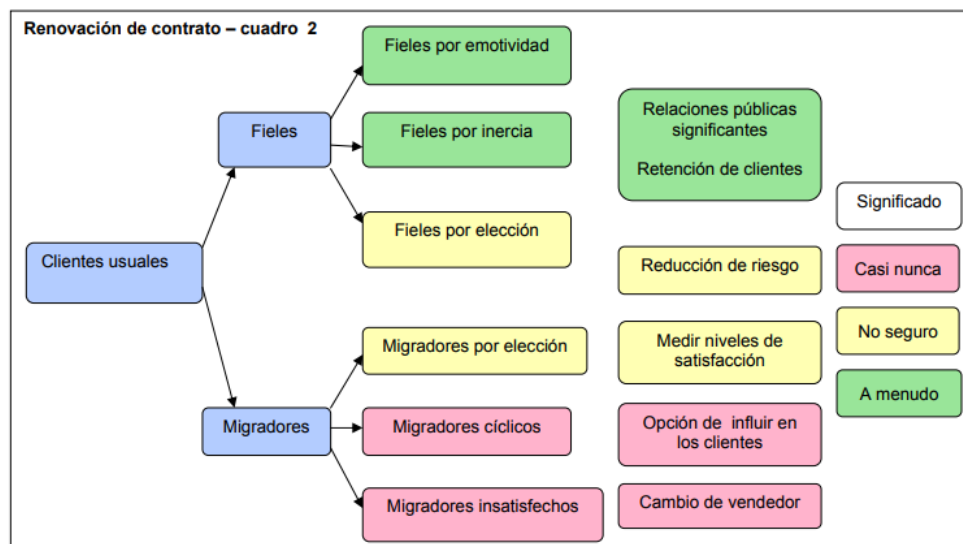 Renovación de contrato – cuadro 2
Fieles por emotividad
Fieles
Fieles por inercia
Fieles por elección
Clientes usuales
Migradores por elección
Migradores
Migradores cíclicos
Migradores insatisfechos
Relaciones públicas
significantes
Retención de clientes
Reducción de riesgo
Medir niveles de
satisfacción
Opción de influir en
los clientes
Cambio de vendedor
Significado
Casi nunca
No seguro
A menudo